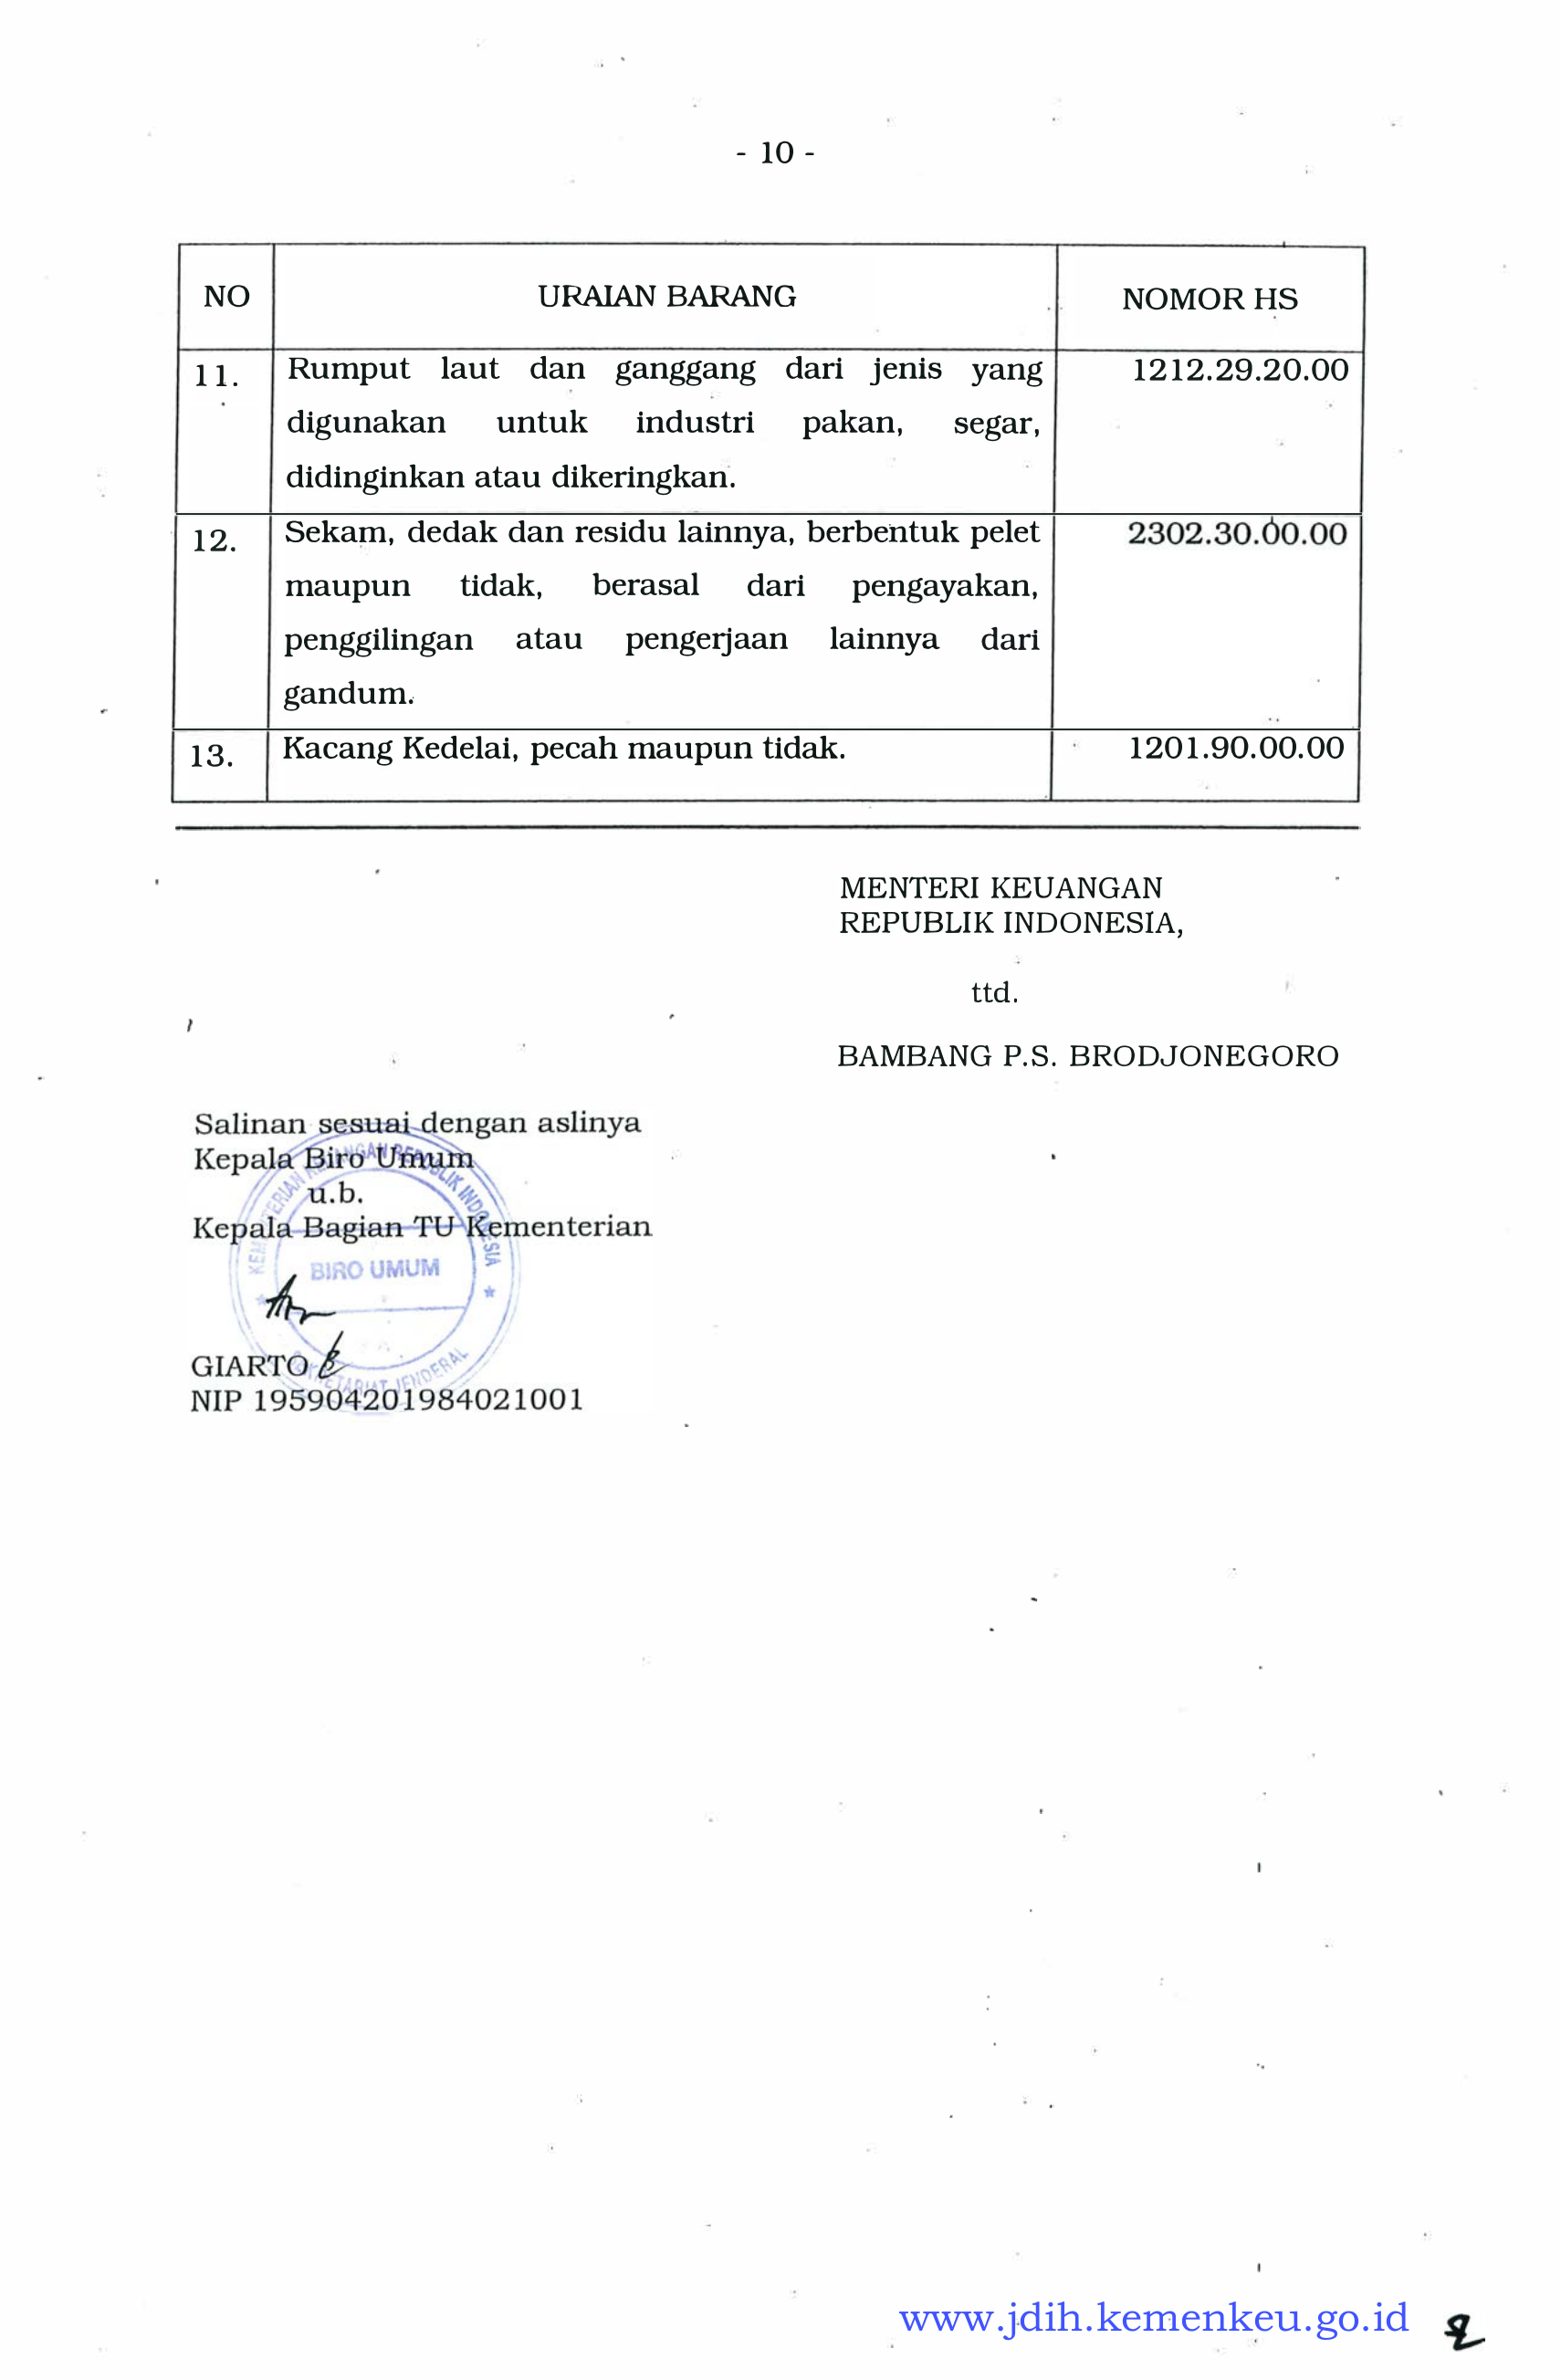 - 10 -
NO URAIAN BARANG NOMOR HS
11. Rumput laut dan ganggang dari jenis yang 1212.29.20.00
digunakan untuk industri pakan, segar,
didinginkan atau dikeringkan.
12. Sekam, dedak dan residu lainnya, berbentuk pelet 2302.30.00.00
maupun tidak, berasal dari pengayakan,
penggilingan atau pengerjaan lainnya dari
gandum.
13. Kacang Kedelai, pecah maupun tidak. 1201.90.00.00
MENTERI KEUANGAN
REPUBLIK INDONESIA,
ttd.
BAMBANG P.S. BRODJONEGORO
Salinan sesuai dengan aslinya
Kepala Biro Umum
u.b.
Kepala Bagian TU Kementerian
KEMENTERIAN KEUANGAN REPUBLIK INDONESIA
BIRO UMUM
SEKRETARIAT JENDERAL
GIARTO
NIP 195904201984021001
www.jdih.kemenkeu.go.id